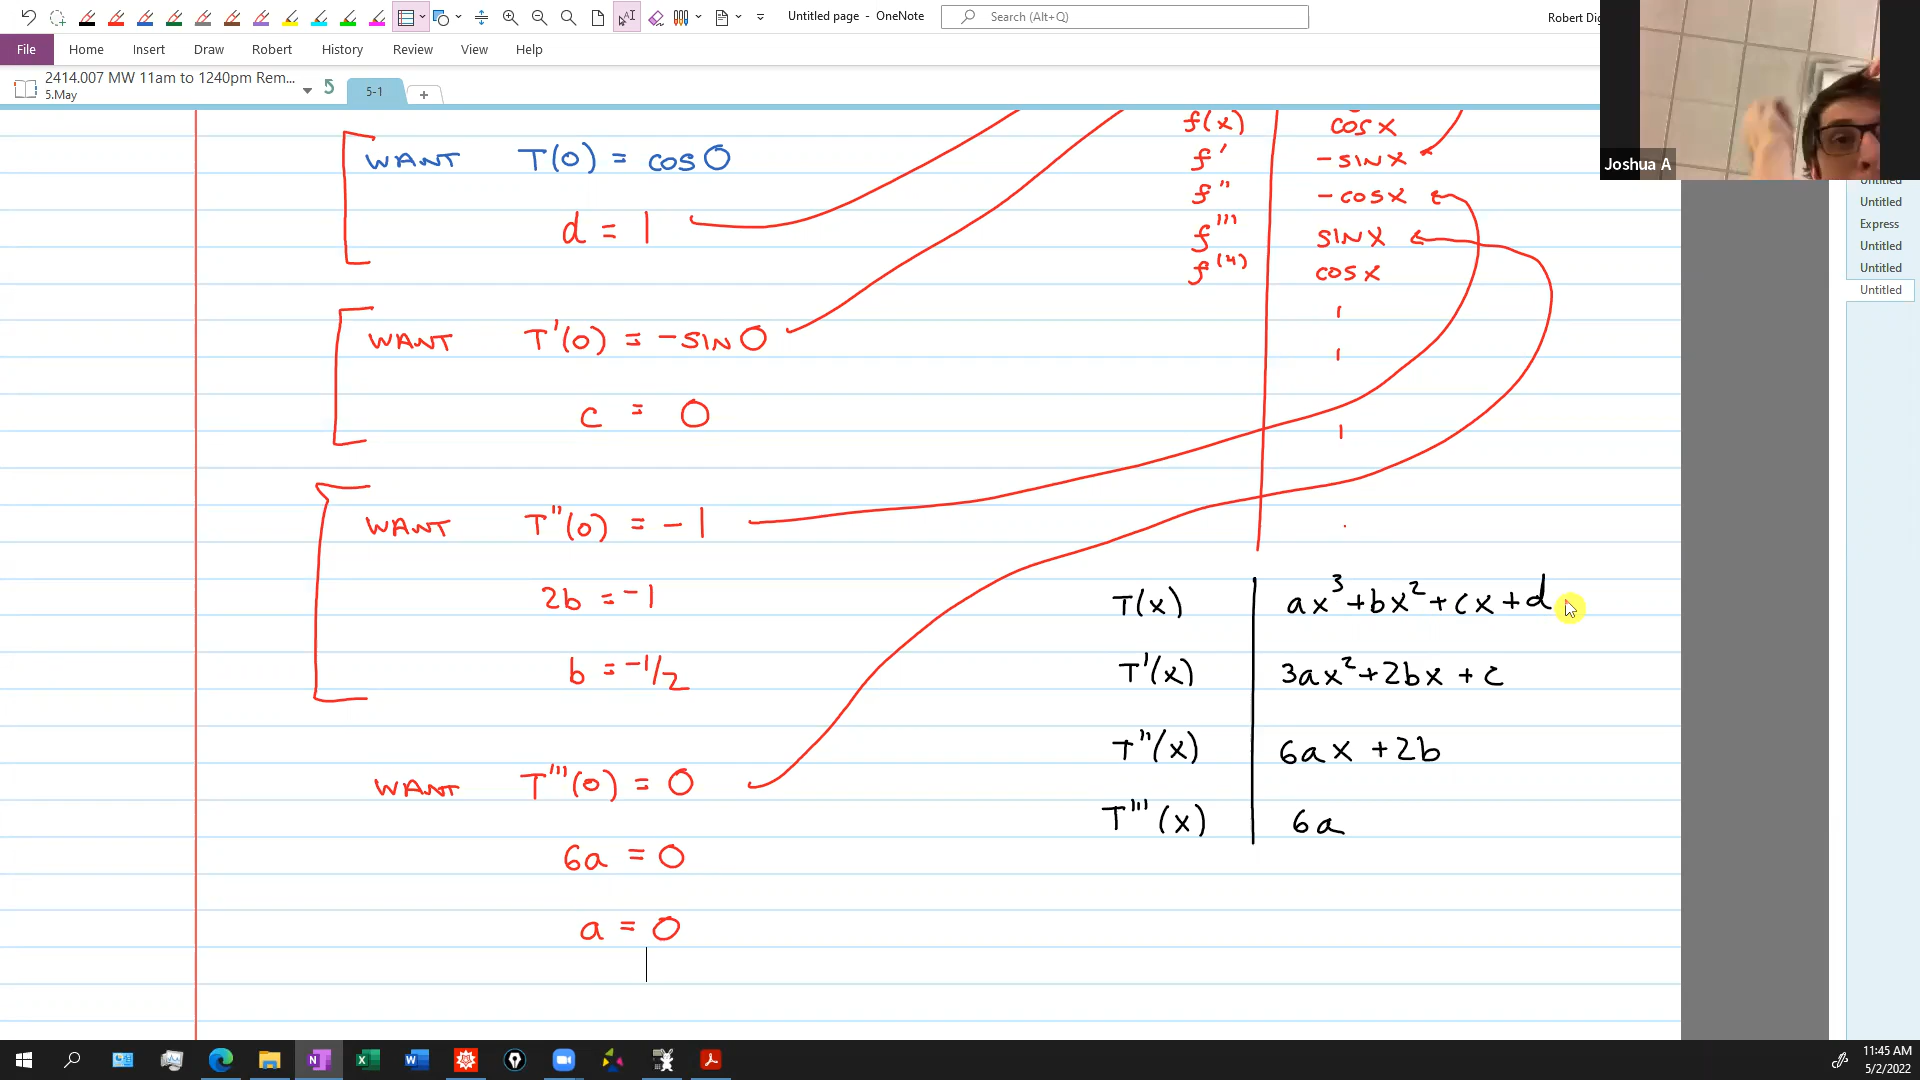 Untitled page - OneNote
Search (Alt+Q)
File Home Insert Draw Robert History Review View Help
2414.007 MW 11am to 1240pm Rem...
5.May
5-1
Joshua A
Untitled
Untitled
Express
Untitled
Untitled
Untitled
WANT T(0) = cos 0
d = 1
WANT T'(0) = -SIN 0
c = 0
WANT T''(0) = -1
2b = -1
b = -1/2
WANT T'''(0) = 0
6a = 0
a = 0
f(x) cos x
f' -SIN x
f'' -cos x
f''' SIN x
f⁽⁴⁾ cos x
T(x) ax³+bx²+cx+d
T'(x) 3ax²+2bx+c
T''(x) 6ax+2b
T'''(x) 6a
11:45 AM
5/2/2022